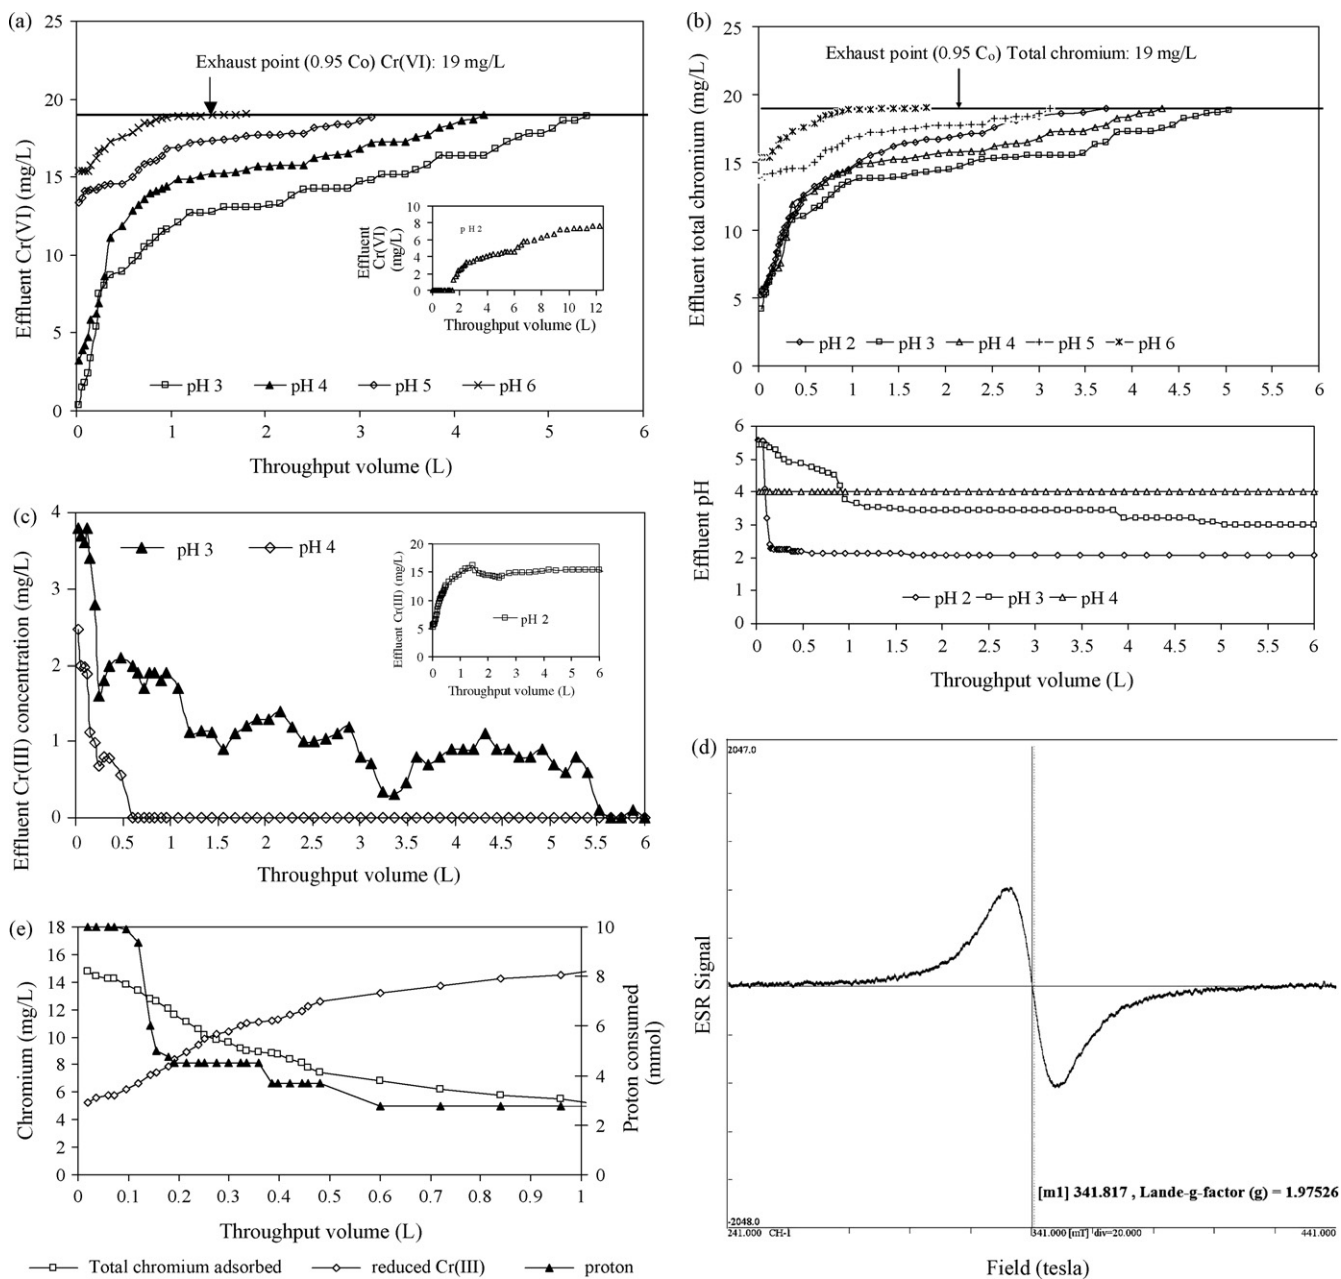 (a)
25
20
15
10
5
0
Effluent Cr(VI) (mg/L)
Exhaust point (0.95 Co) Cr(VI): 19 mg/L
10
8
6
4
2
0
Effluent
Cr(VI)
(mg/L)
pH2
0 2 4 6 8 10 12
Throughput volume (L)
pH 3 pH 4 pH 5 pH 6
0 1 2 3 4 5 6
Throughput volume (L)
(b)
25
20
15
10
5
0
Effluent total chromium (mg/L)
Exhaust point (0.95 Co) Total chromium: 19 mg/L
pH 2 pH 3 pH 4 pH 5 pH 6
0 0.5 1 1.5 2 2.5 3 3.5 4 4.5 5 5.5 6
6
5
4
3
2
1
0
Effluent pH
pH 2 pH 3 pH 4
0 0.5 1 1.5 2 2.5 3 3.5 4 4.5 5 5.5 6
Throughput volume (L)
(c)
4
3
2
1
0
Effluent Cr(III) concentration (mg/L)
pH 3 pH 4
20
15
10
5
0
Effluent Cr(III) (mg/L)
pH 2
0 1 2 3 4 5 6
Throughput volume (L)
0 0.5 1 1.5 2 2.5 3 3.5 4 4.5 5 5.5 6
Throughput volume (L)
(d)
2047.0
ESR Signal
[m1] 341.817 , Lande-g-factor (g) = 1.97526
-2048.0
241.000 CH-1 341.000 [mT] div=20.000 441.000
Field (tesla)
(e)
18
16
14
12
10
8
6
4
2
0
Chromium (mg/L)
10
8
6
4
2
0
Proton consumed
(mmol)
0 0.1 0.2 0.3 0.4 0.5 0.6 0.7 0.8 0.9 1
Throughput volume (L)
Total chromium adsorbed reduced Cr(III) proton